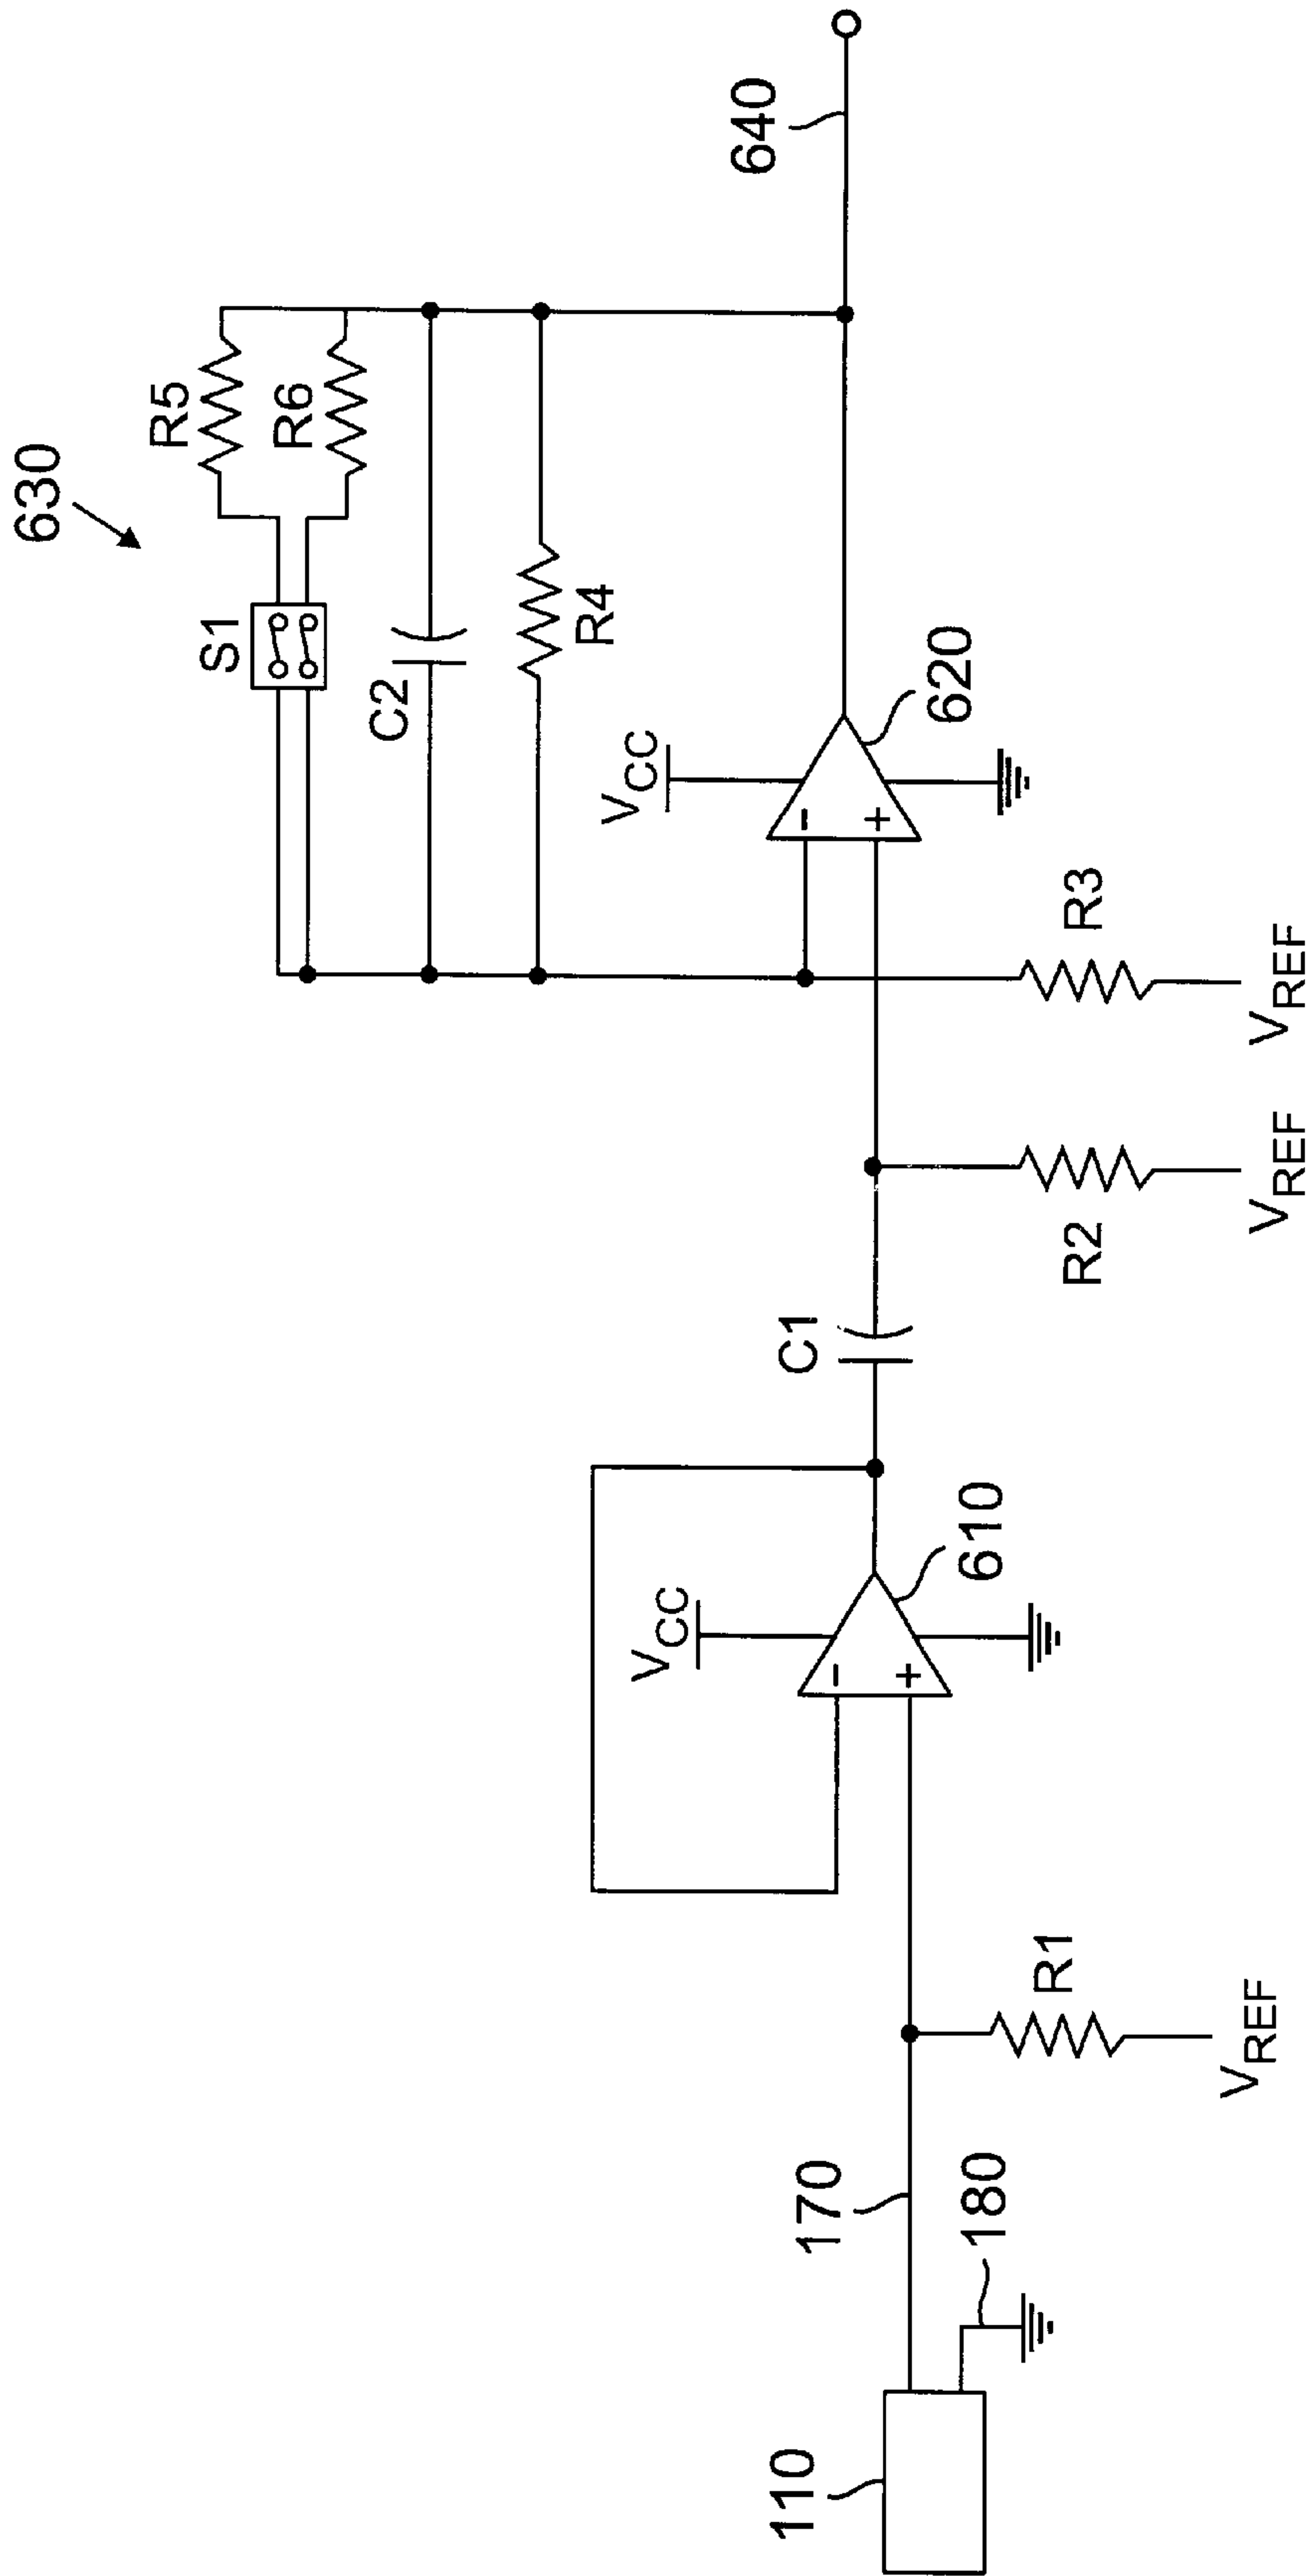 630
R5
R6
S1
C2
R4
640
VCC
620
R3
VREF
C1
R2
VREF
VCC
610
170
R1
VREF
110
180
-
+
-
+